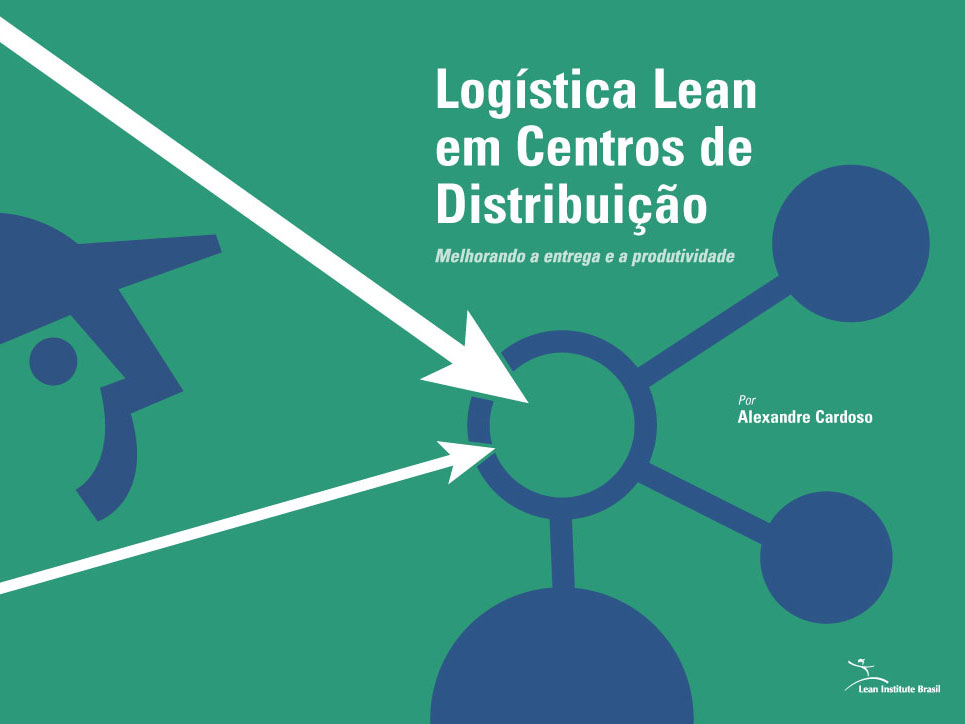 Logística Lean
em Centros de
Distribuição
Melhorando a entrega e a produtividade
Por
Alexandre Cardoso
Lean Institute Brasil